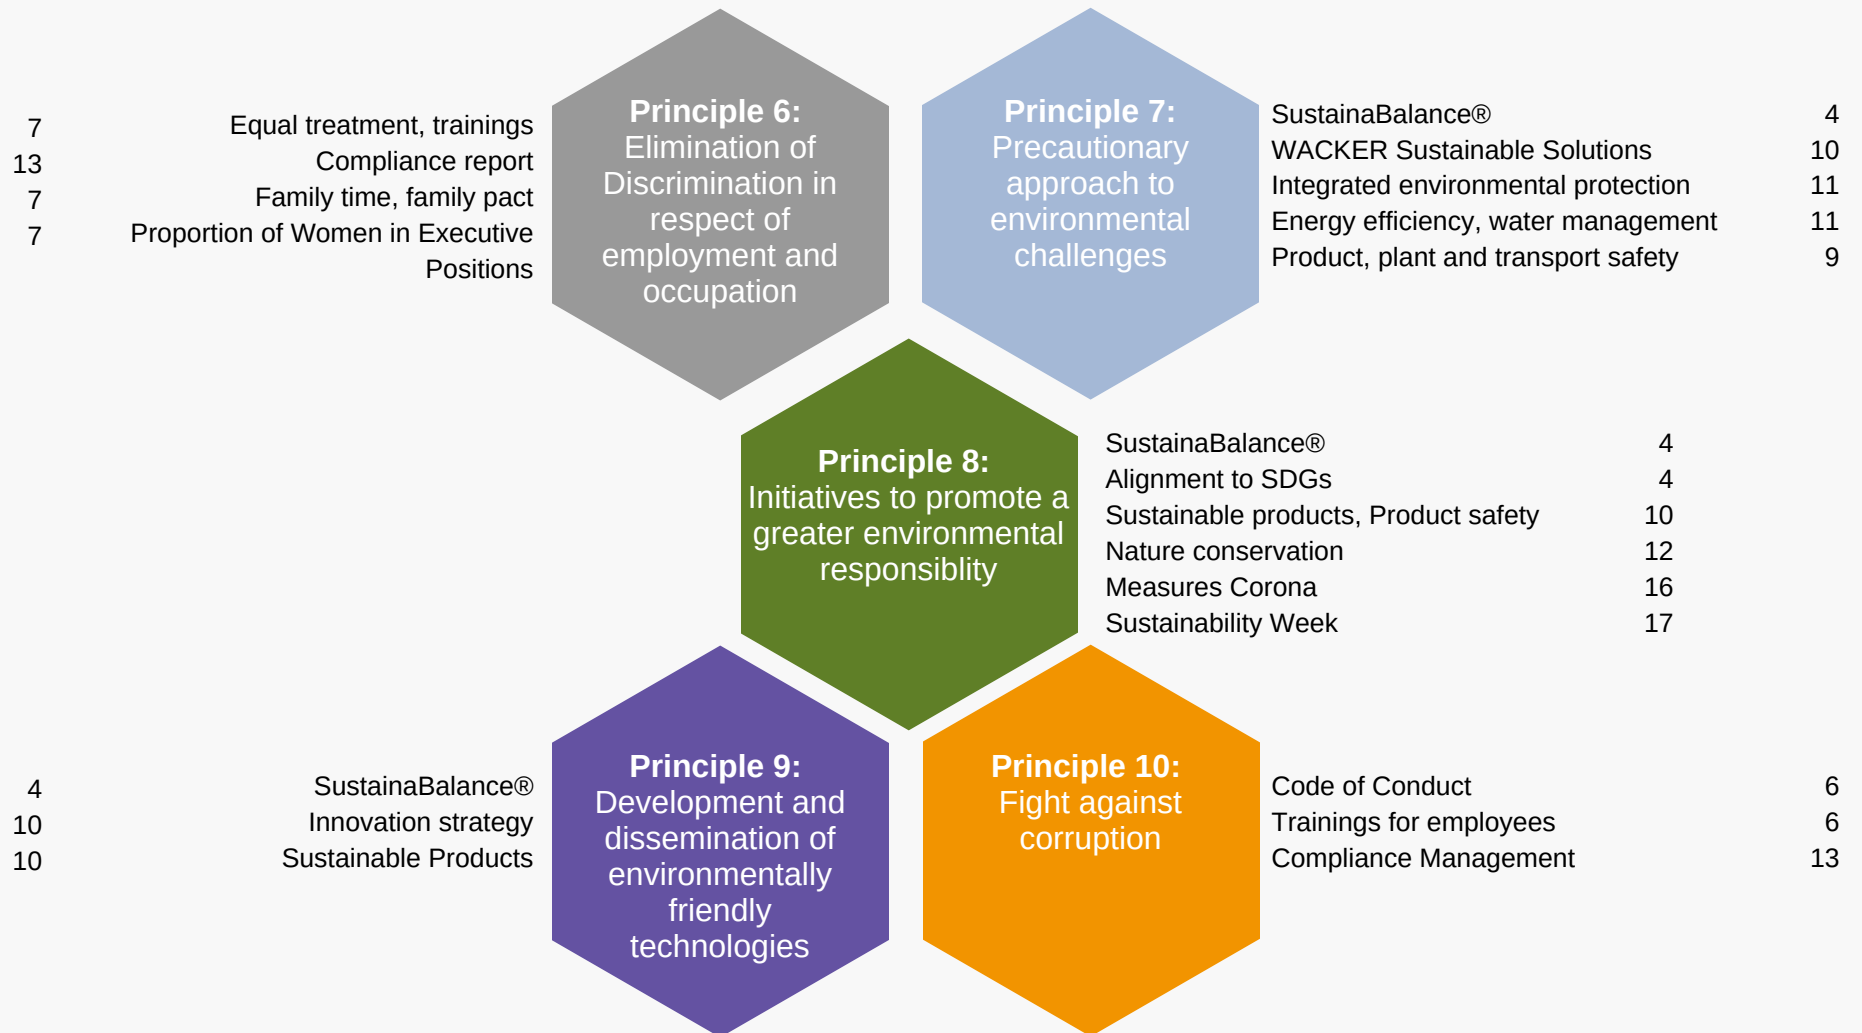 7 Equal treatment, trainings
13 Compliance report
7 Family time, family pact
7 Proportion of Women in Executive
Positions
Principle 6:
Elimination of
Discrimination in
respect of
employment and
occupation
Principle 7:
Precautionary
approach to
environmental
challenges
SustainaBalance® 4
WACKER Sustainable Solutions 10
Integrated environmental protection 11
Energy efficiency, water management 11
Product, plant and transport safety 9
Principle 8:
Initiatives to promote a
greater environmental
responsiblity
SustainaBalance® 4
Alignment to SDGs 4
Sustainable products, Product safety 10
Nature conservation 12
Measures Corona 16
Sustainability Week 17
4 SustainaBalance®
10 Innovation strategy
10 Sustainable Products
Principle 9:
Development and
dissemination of
environmentally
friendly
technologies
Principle 10:
Fight against
corruption
Code of Conduct 6
Trainings for employees 6
Compliance Management 13